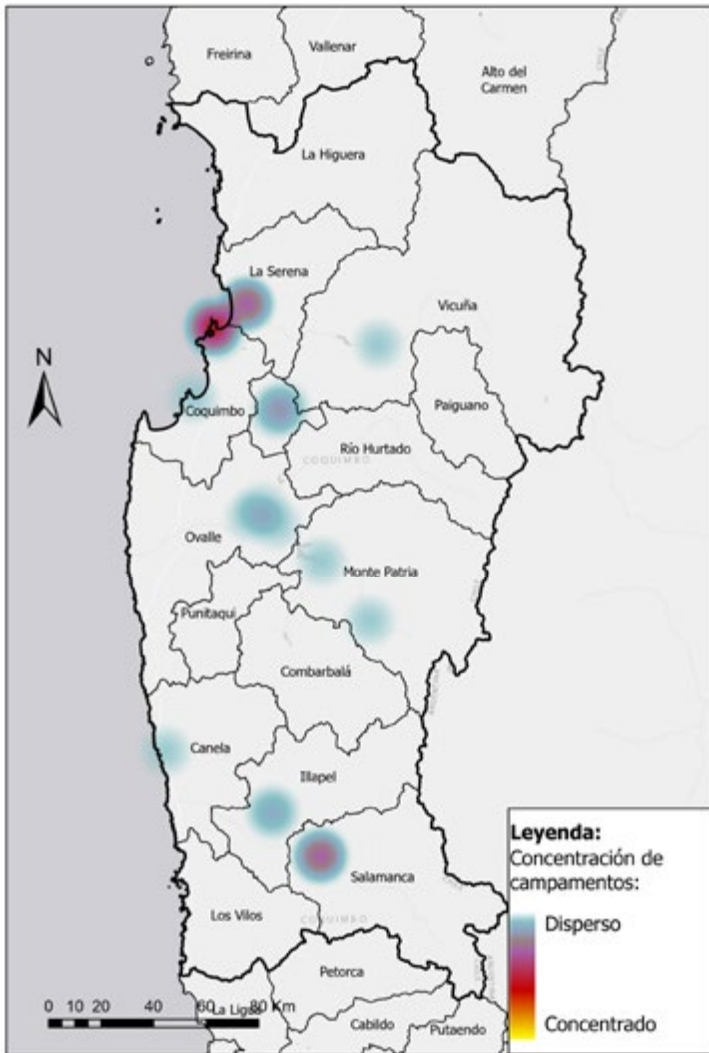 Freirina
Vallenar
Alto del
Carmen
La Higuera
La Serena
Vicuña
N
Coquimbo
Paiguano
Río Hurtado
COQUIMBO
Ovalle
Monte Patria
Punitaqui
Combarbalá
Canela
Illapel
Salamanca
Los Vilos
COQUIMBO
Petorca
La Ligua
Cabildo
Putaendo
0 10 20 40 60 80 Km
Leyenda:
Concentración de
campamentos:
Disperso
Concentrado